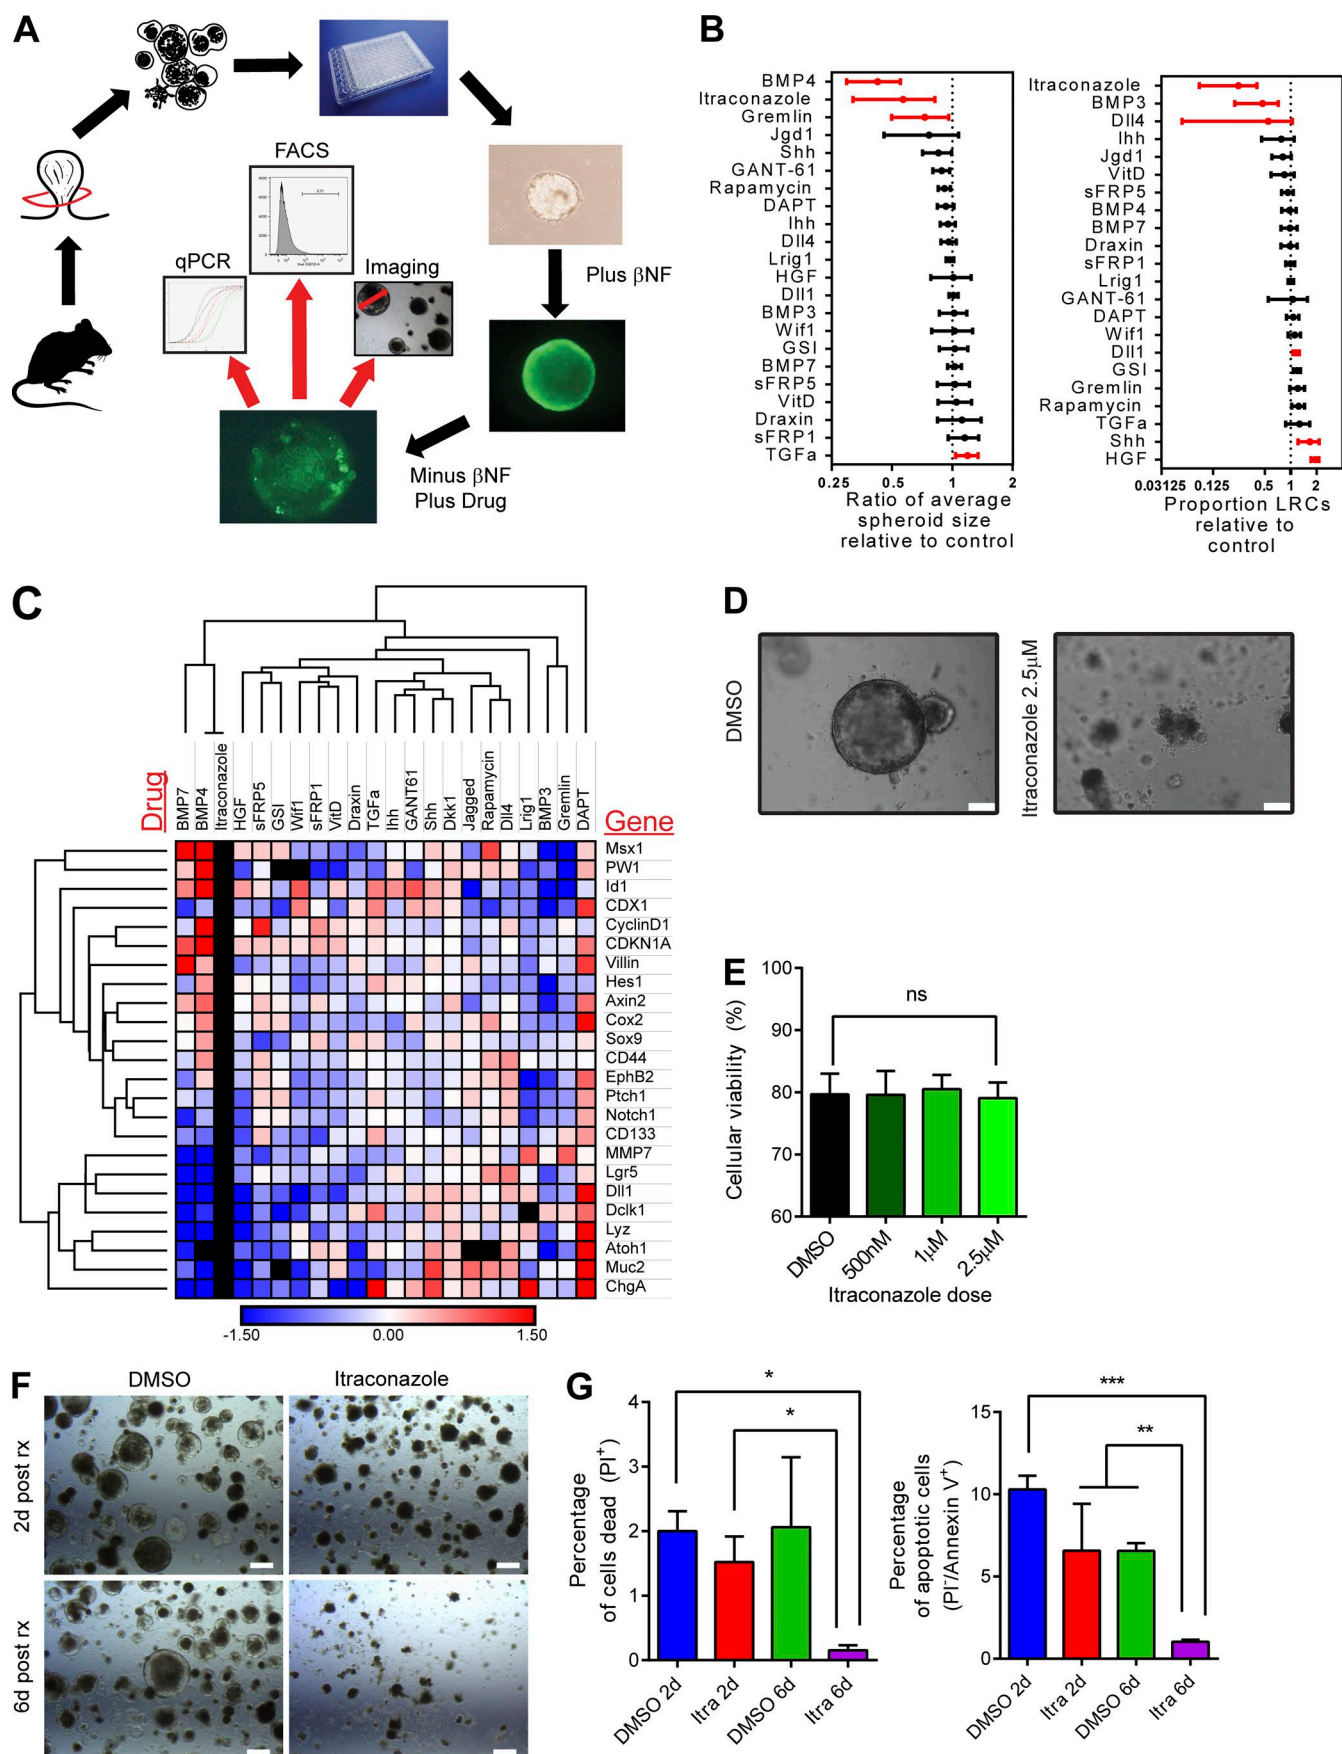 A
FACS
qPCR
Imaging
Plus βNF
Minus βNF
Plus Drug
B
BMP4
Itraconazole
Gremlin
Jgd1
Shh
GANT-61
Rapamycin
DAPT
Ihh
Dll4
Lrig1
HGF
Dll1
BMP3
Wif1
GSI
BMP7
sFRP5
VitD
Draxin
sFRP1
TGFa
0.25 0.5 1 2
Ratio of average
spheroid size
relative to control
Itraconazole
BMP3
Dll4
Ihh
Jgd1
VitD
sFRP5
BMP4
BMP7
Draxin
sFRP1
Lrig1
GANT-61
DAPT
Wif1
Dll1
GSI
Gremlin
Rapamycin
TGFa
Shh
HGF
0.03125 0.125 0.5 1 2
Proportion LRCs
relative to
control
C
Drug
BMP7
BMP4
Itraconazole
HGF
sFRP5
GSI
Wif1
sFRP1
VitD
Draxin
TGFa
Ihh
GANT61
Shh
Dkk1
Jagged
Rapamycin
Dll4
Lrig1
BMP3
Gremlin
DAPT
Gene
Msx1
PW1
Id1
CDX1
CyclinD1
CDKN1A
Villin
Hes1
Axin2
Cox2
Sox9
CD44
EphB2
Ptch1
Notch1
CD133
MMP7
Lgr5
Dll1
Dclk1
Lyz
Atoh1
Muc2
ChgA
-1.50 0.00 1.50
D
DMSO
Itraconazole 2.5μM
E
Cellular viability (%)
100
90
80
70
60
ns
DMSO
500nM
1μM
2.5μM
Itraconazole dose
F
DMSO
Itraconazole
2d post rx
6d post rx
G
Percentage
of cells dead (PI+)
4
3
2
1
0
*
*
DMSO 2d
Itra 2d
DMSO 6d
Itra 6d
Percentage
of apoptotic cells
(PI-/Annexin V+)
15
10
5
0
***
**
DMSO 2d
Itra 2d
DMSO 6d
Itra 6d